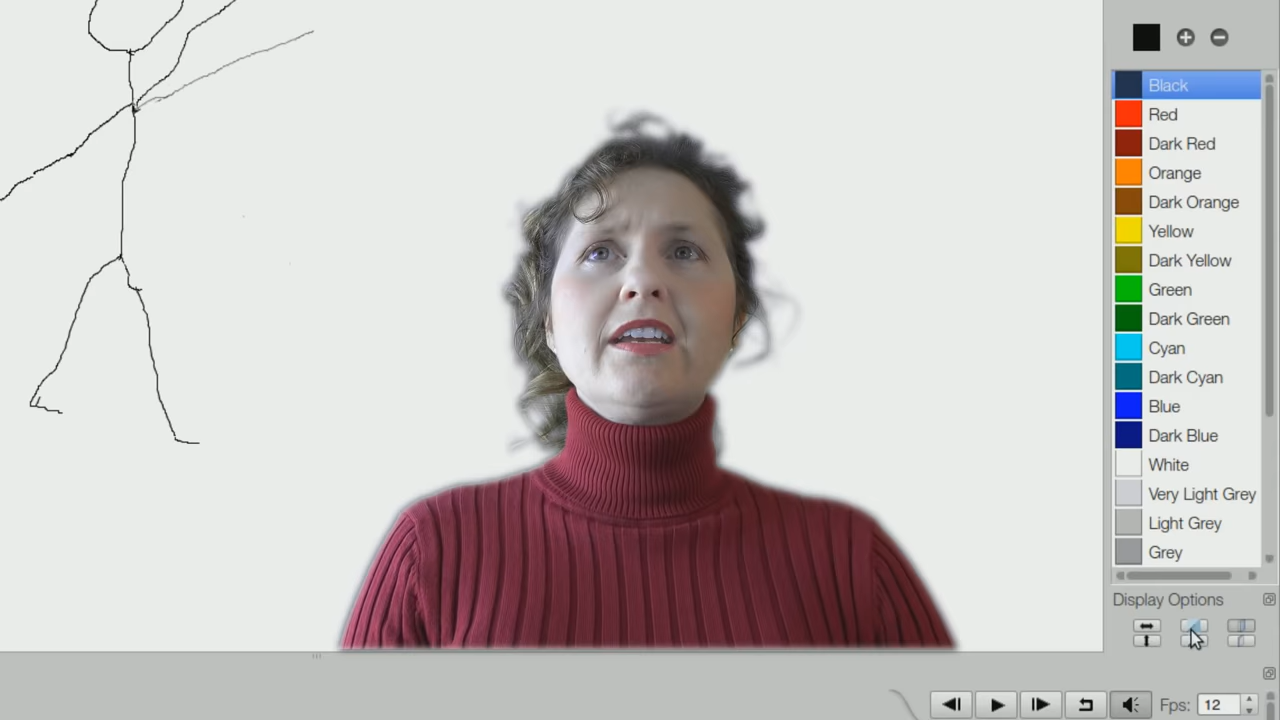 Black
Red
Dark Red
Orange
Dark Orange
Yellow
Dark Yellow
Green
Dark Green
Cyan
Dark Cyan
Blue
Dark Blue
White
Very Light Grey
Light Grey
Grey
Display Options
Fps: 12